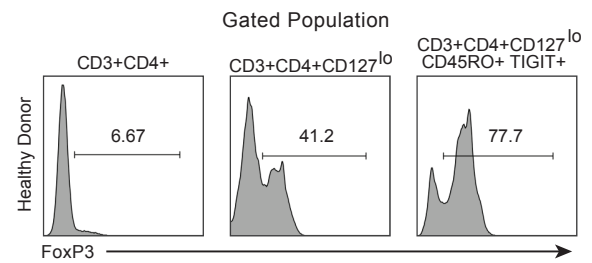 Gated Population
CD3+CD4+
CD3+CD4+CD127lo
CD3+CD4+CD127lo
CD45RO+ TIGIT+
Healthy Donor
6.67
41.2
77.7
FoxP3